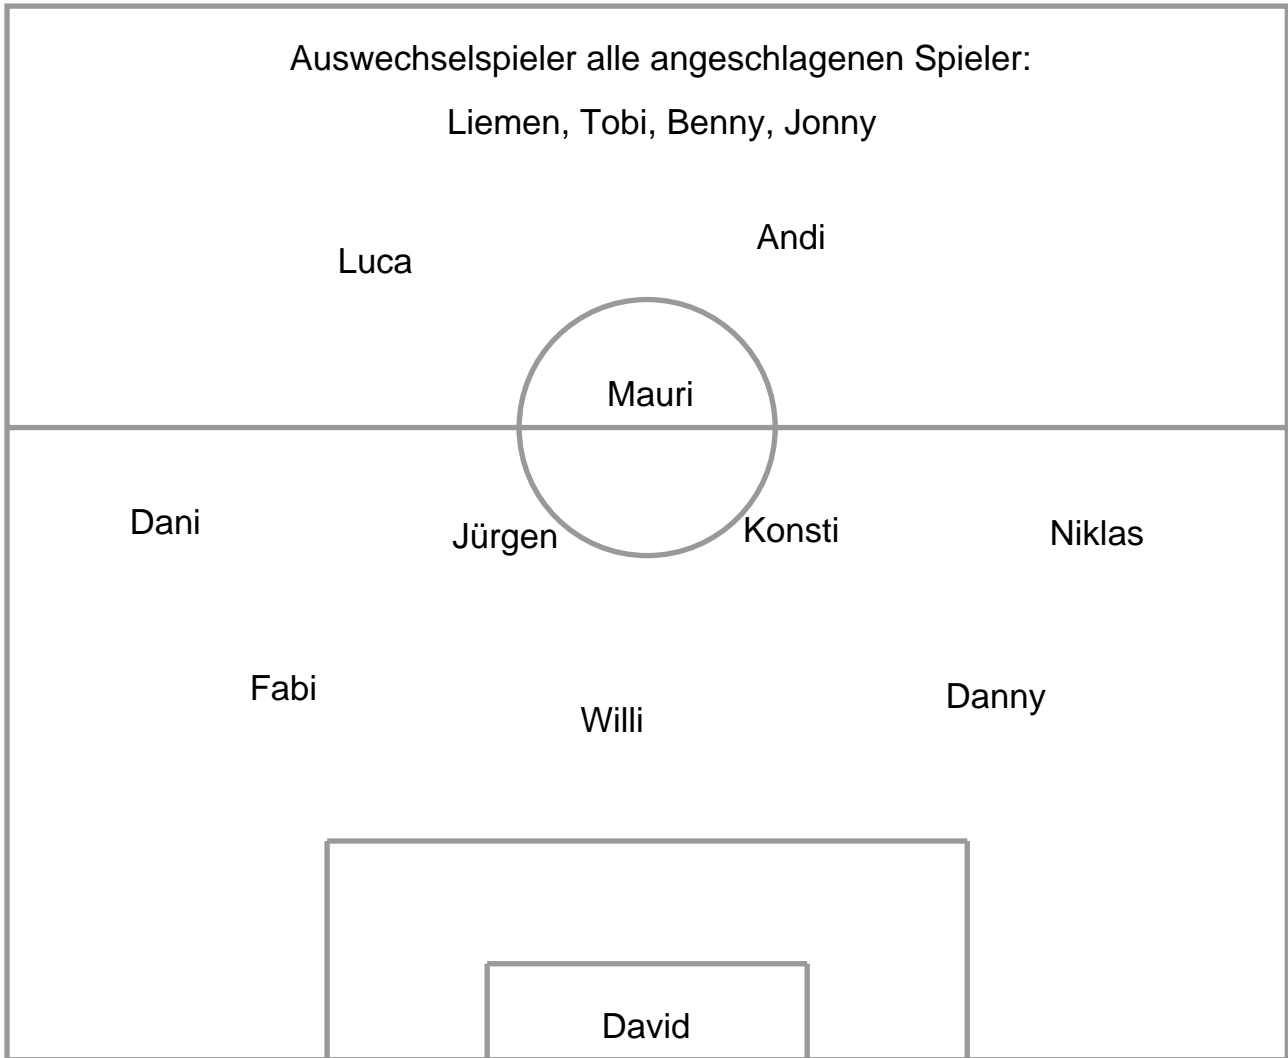 Auswechselspieler alle angeschlagenen Spieler:
Liemen, Tobi, Benny, Jonny
Luca
Andi
Mauri
Dani
Jürgen
Konsti
Niklas
Fabi
Willi
Danny
David